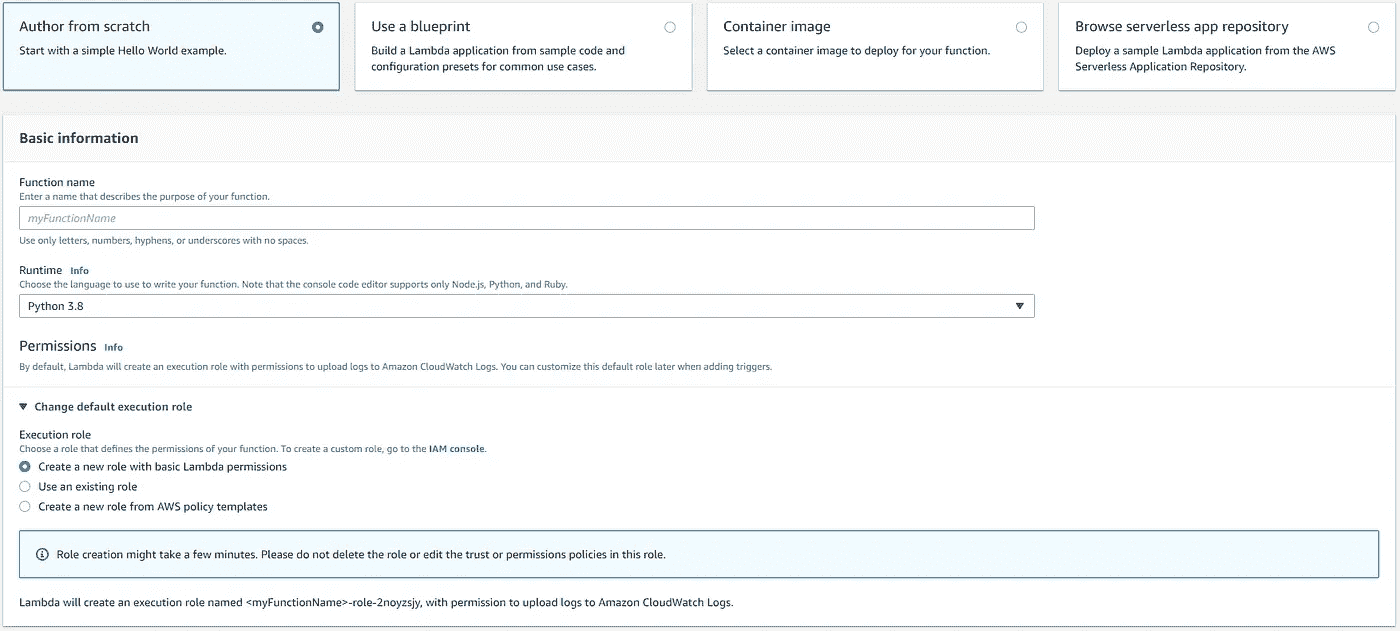 Author from scratch
Start with a simple Hello World example.
Use a blueprint
Build a Lambda application from sample code and
configuration presets for common use cases.
Container image
Select a container image to deploy for your function.
Browse serverless app repository
Deploy a sample Lambda application from the AWS
Serverless Application Repository.
Basic information
Function name
Enter a name that describes the purpose of your function.
myFunctionName
Use only letters, numbers, hyphens, or underscores with no spaces.
Runtime Info
Choose the language to use to write your function. Note that the console code editor supports only Node.js, Python, and Ruby.
Python 3.8
Permissions Info
By default, Lambda will create an execution role with permissions to upload logs to Amazon CloudWatch Logs. You can customize this default role later when adding triggers.
Change default execution role
Execution role
Choose a role that defines the permissions of your function. To create a custom role, go to the IAM console.
Create a new role with basic Lambda permissions
Use an existing role
Create a new role from AWS policy templates
Role creation might take a few minutes. Please do not delete the role or edit the trust or permissions policies in this role.
Lambda will create an execution role named <myFunctionName>-role-2noyzsjy, with permission to upload logs to Amazon CloudWatch Logs.